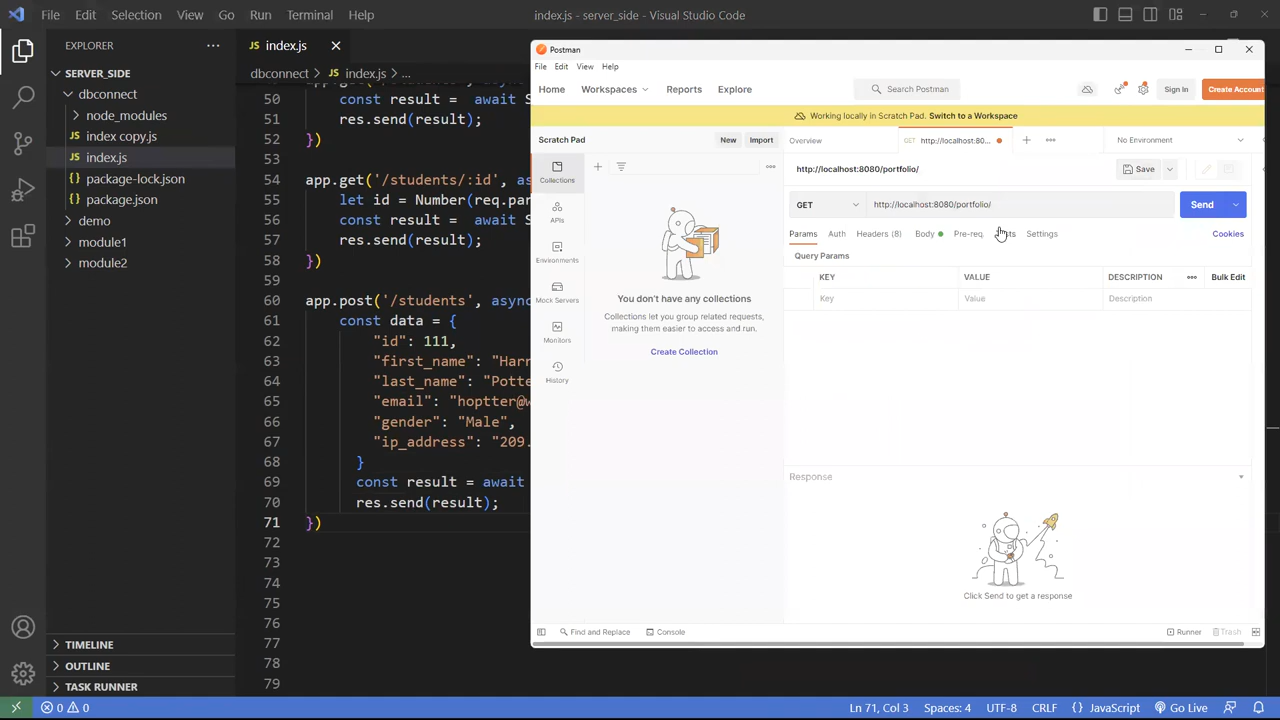 File
Edit
Selection
View
Go
Run
index.js - server_side - Visual Studio Code
EXPLORER
SERVER_SIDE
dbconnect
node_modules
dummy.js
index.js
package-lock.json
package.json
demo
module1
module2
TIMELINE
OUTLINE
TASK RUNNER
index.js
dbconnect > index.js > ...
50 const result = await S
51 res.send(result);
52 })
53
54 app.get('/students/:id', a
55 let id = Number(req.par
56 const result = await S
57 res.send(result);
58 })
59
60 app.post('/students', asyn
61 const data = {
62 "id": 111,
63 "first_name": "Harr
64 "last_name": "Potte
65 "email": "hoptter@w
66 "gender": "Male",
67 "ip_address": "209.
68 }
69 const result = await
70 res.send(result);
71 })
72
73
74
75
76
77
78
79
Postman
File Edit View Help
Home Workspaces Reports Explore
Search Postman
Sign In Create Account
Working locally in Scratch Pad. Switch to a Workspace
Scratch Pad New Import
Overview GET http://localhost:80... No Environment
Collections
APIs
Environments
Mock Servers
Monitors
History
You don't have any collections
Collections let you group related requests,
making them easier to access and run.
Create Collection
http://localhost:8080/portfolio/ Save
GET http://localhost:8080/portfolio/ Send
Params Auth Headers (8) Body Pre-req. Settings Cookies
Query Params
KEY VALUE DESCRIPTION Bulk Edit
Key Value Description
Response
Click Send to get a response
Find and Replace Console Runner Trash
0 0 Ln 71, Col 3 Spaces: 4 UTF-8 CRLF {} JavaScript Go Live